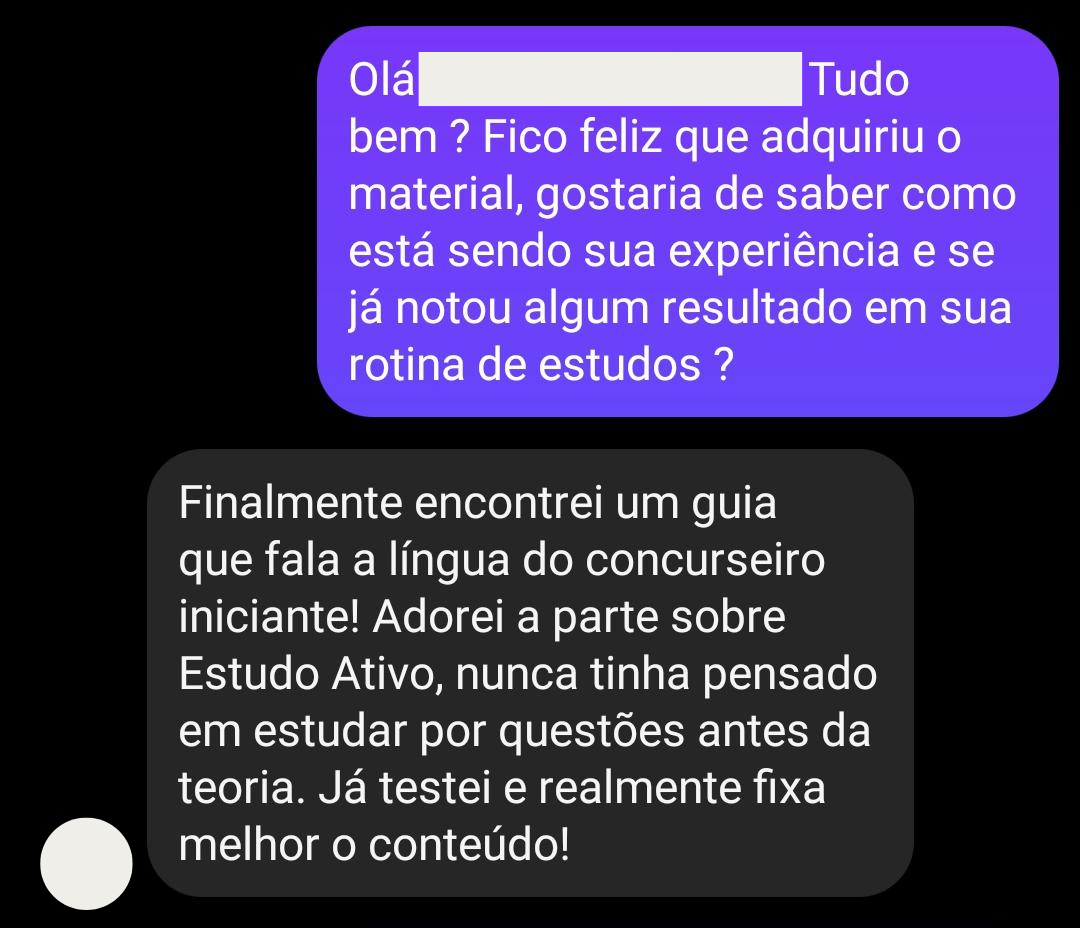 Olá Tudo
bem ? Fico feliz que adquiriu o
material, gostaria de saber como
está sendo sua experiência e se
já notou algum resultado em sua
rotina de estudos ?
Finalmente encontrei um guia
que fala a língua do concurseiro
iniciante! Adorei a parte sobre
Estudo Ativo, nunca tinha pensado
em estudar por questões antes da
teoria. Já testei e realmente fixa
melhor o conteúdo!